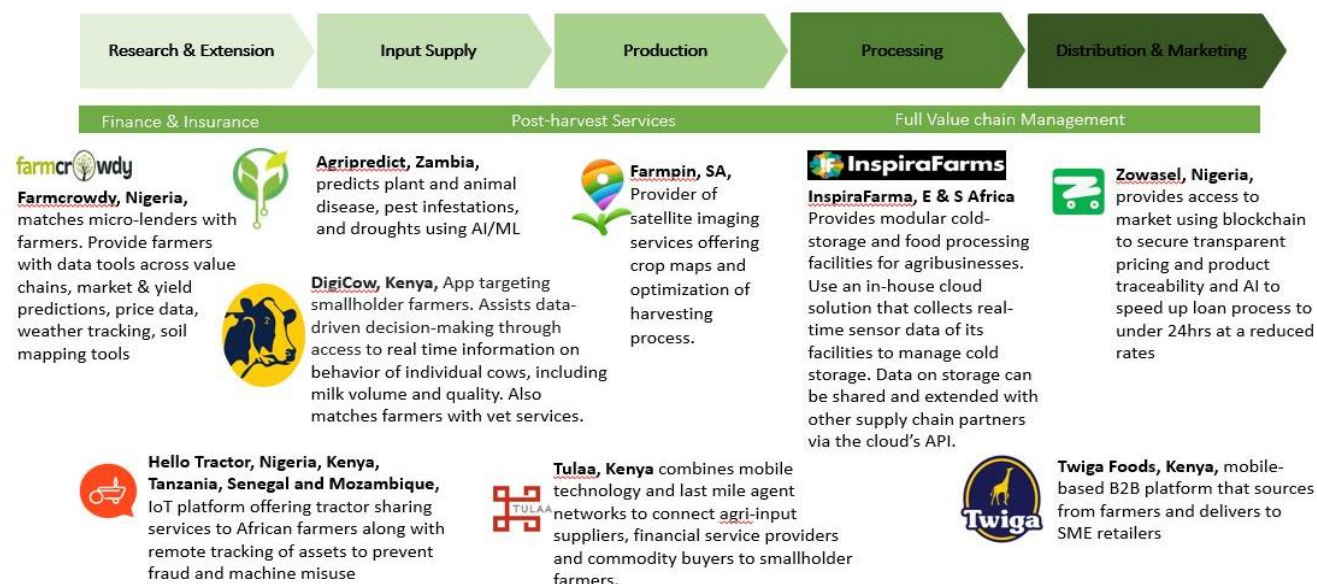 Research & Extension
Input Supply
Production
Processing
Distribution & Marketing
Finance & Insurance
Post-harvest Services
Full Value chain Management
farmcrowdy
Farmcrowdy, Nigeria,
matches micro-lenders with
farmers. Provide farmers
with data tools across value
chains, market & yield
predictions, price data,
weather tracking, soil
mapping tools
Agripredict, Zambia,
predicts plant and animal
disease, pest infestations,
and droughts using AI/ML
DigiCow, Kenya, App targeting
smallholder farmers. Assists data-
driven decision-making through
access to real time information on
behavior of individual cows, including
milk volume and quality. Also
matches farmers with vet services.
Farmpin, SA,
Provider of
satellite imaging
services offering
crop maps and
optimization of
harvesting
process.
IF InspiraFarms
InspiraFarma, E & S Africa
Provides modular cold-
storage and food processing
facilities for agribusinesses.
Use an in-house cloud
solution that collects real-
time sensor data of its
facilities to manage cold
storage. Data on storage can
be shared and extended with
other supply chain partners
via the cloud's API.
Zowasel, Nigeria,
provides access to
market using blockchain
to secure transparent
pricing and product
traceability and AI to
speed up loan process to
under 24hrs at a reduced
rates
Hello Tractor, Nigeria, Kenya,
Tanzania, Senegal and Mozambique,
IoT platform offering tractor sharing
services to African farmers along with
remote tracking of assets to prevent
fraud and machine misuse
TULAA
Tulaa, Kenya combines mobile
technology and last mile agent
networks to connect agri-input
suppliers, financial service providers
and commodity buyers to smallholder
farmers.
Twiga
Twiga Foods, Kenya, mobile-
based B2B platform that sources
from farmers and delivers to
SME retailers